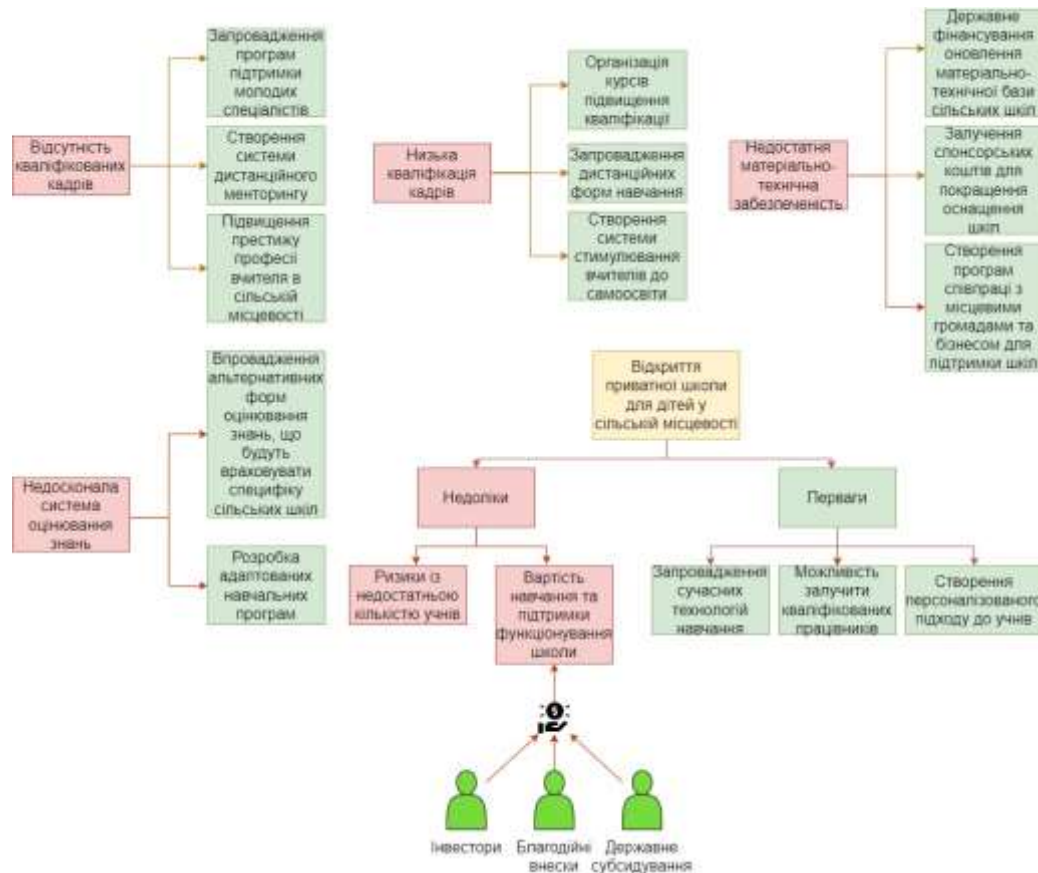 Відсутність
кваліфікованих
кадрів
Запровадження
програм
підтримки
молодих
спеціалістів
Створення
системи
дистанційного
менторингу
Підвищення
престижу
професії
вчителя в
сільській
місцевості
Низька
кваліфікація
кадрів
Організація
курсів
підвищення
кваліфікації
Запровадження
дистанційних
форм навчання
Створення
системи
стимулювання
вчителів до
самоосвіти
Недостатня
матеріально-
технічна
забезпеченість
Державне
фінансування
оновлення
матеріально-
технічної бази
сільських шкіл
Залучення
спонсорських
коштів для
покращення
оснащення
шкіл
Створення
програм
співпраці з
місцевими
громадами та
бізнесом для
підтримки шкіл
Недосконала
система
оцінювання
знань
Впровадження
альтернативних
форм
оцінювання
знань, що
будуть
враховувати
специфіку
сільських шкіл
Розробка
адаптованих
навчальних
програм
Відкриття
приватної школи
для дітей у
сільській місцевості
Недоліки
Перваги
Ризики із
недостатньою
кількістю учнів
Вартість
навчання та
підтримки
функціонування
школи
Запровадження
сучасних
технологій
навчання
Можливість
залучити
кваліфікованих
працівників
Створення
персоналізованого
підходу до учнів
$
Інвестори
Благодійні
внески
Державне
субсидування